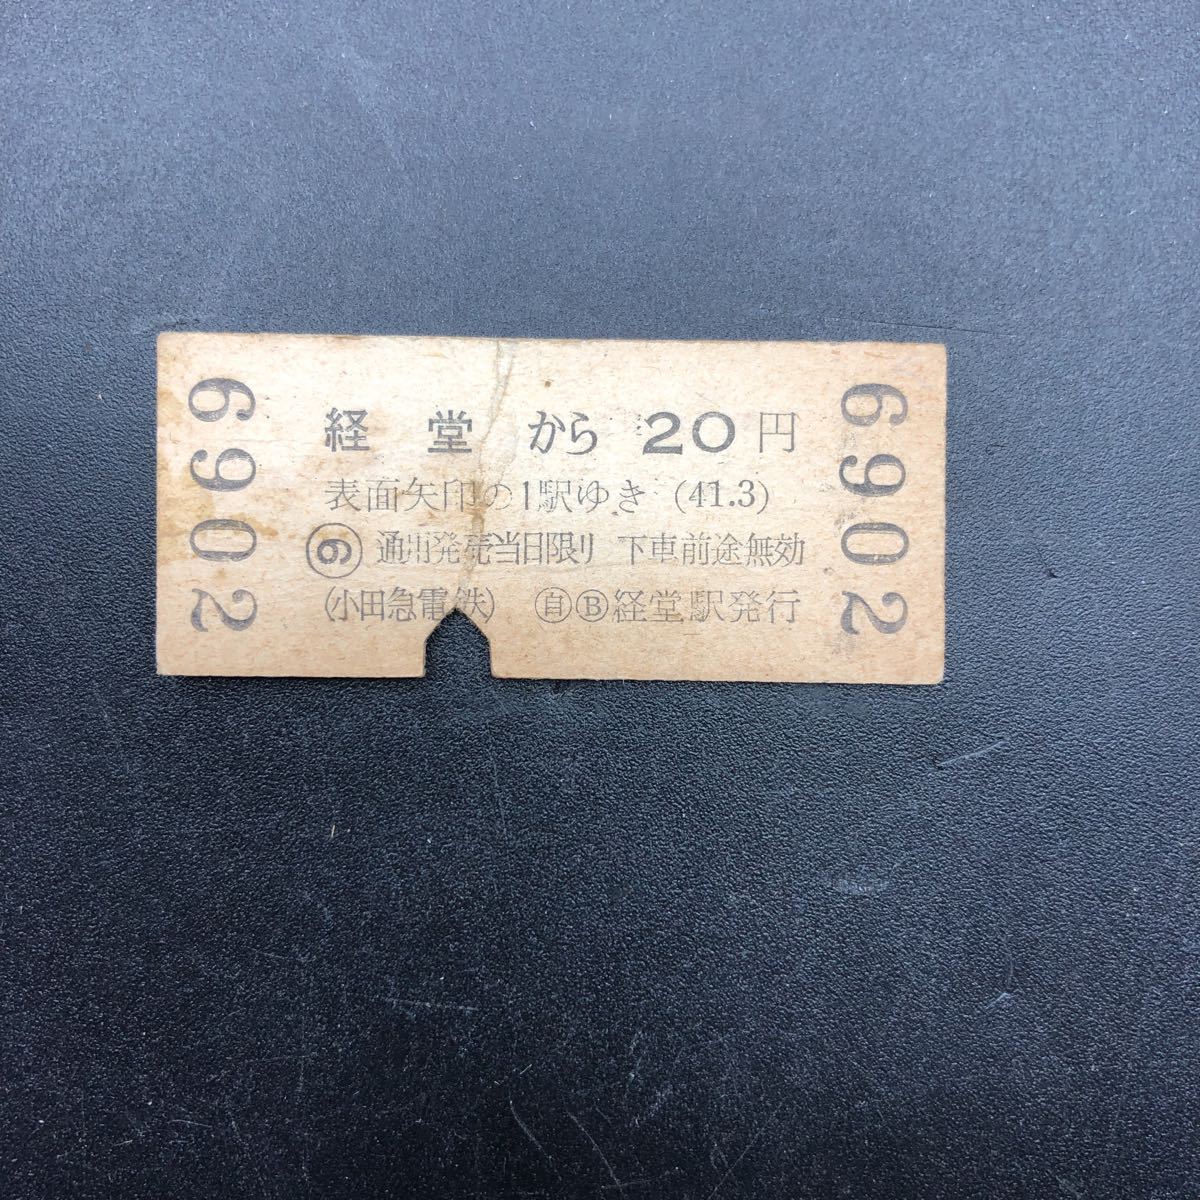 6902
経堂から 20円
表面矢印の1駅ゆき (41.3)
⑥ 通用発売当日限り 下車前途無効
(小田急電鉄) ㊐Ⓑ経堂駅発行
6902